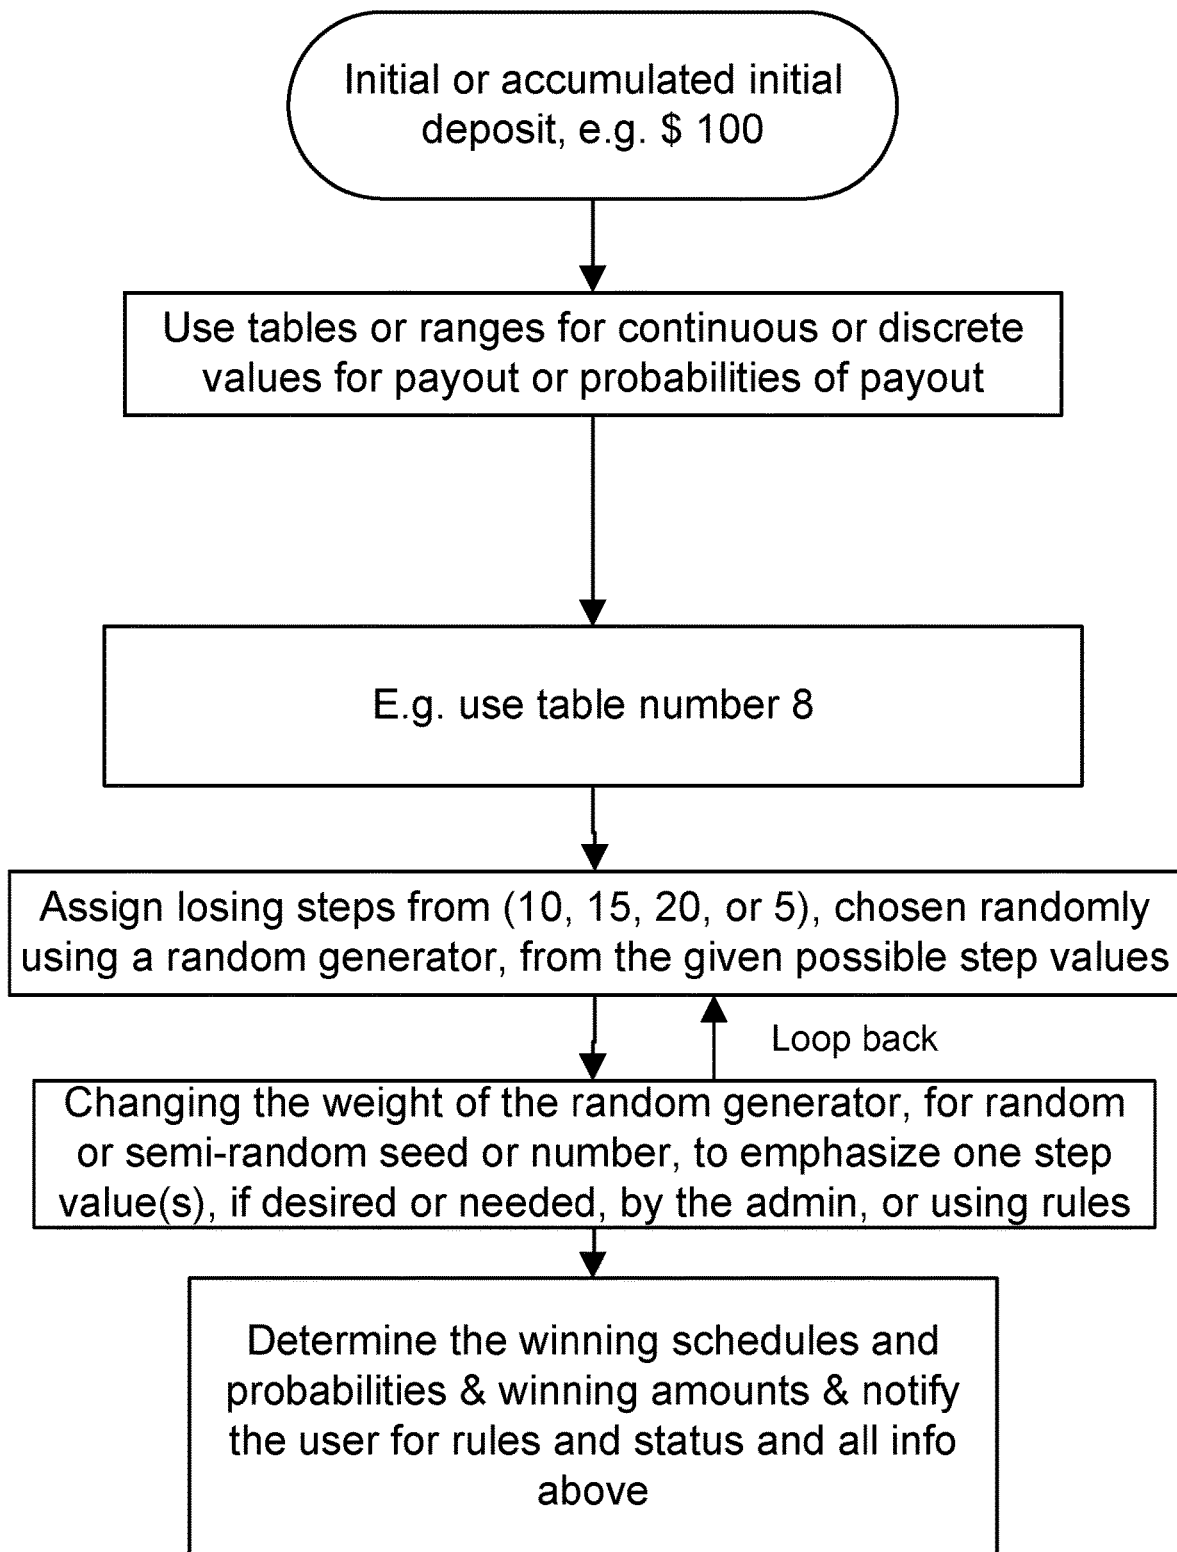 Initial or accumulated initial
deposit, e.g. $ 100
Use tables or ranges for continuous or discrete
values for payout or probabilities of payout
E.g. use table number 8
Assign losing steps from (10, 15, 20, or 5), chosen randomly
using a random generator, from the given possible step values
Loop back
Changing the weight of the random generator, for random
or semi-random seed or number, to emphasize one step
value(s), if desired or needed, by the admin, or using rules
Determine the winning schedules and
probabilities & winning amounts & notify
the user for rules and status and all info
above